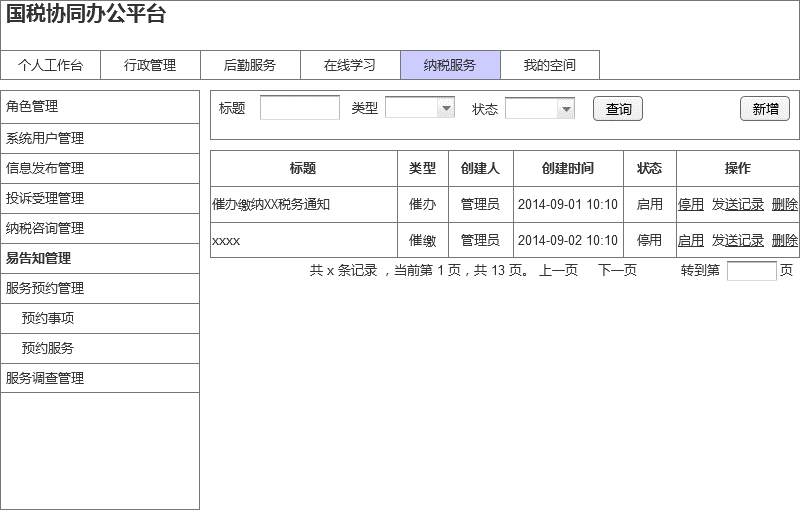 国税协同办公平台
个人工作台 行政管理 后勤服务 在线学习 纳税服务 我的空间
角色管理
系统用户管理
信息发布管理
投诉受理管理
纳税咨询管理
易告知管理
服务预约管理
预约事项
预约服务
服务调查管理
标题 类型 状态 查询 新增
标题 类型 创建人 创建时间 状态 操作
催办缴纳XX税务通知 催办 管理员 2014-09-01 10:10 启用 停用 发送记录 删除
xxxx 催缴 管理员 2014-09-02 10:10 停用 启用 发送记录 删除
共 x 条记录 ，当前第 1 页，共 13 页。 上一页 下一页 转到第 页